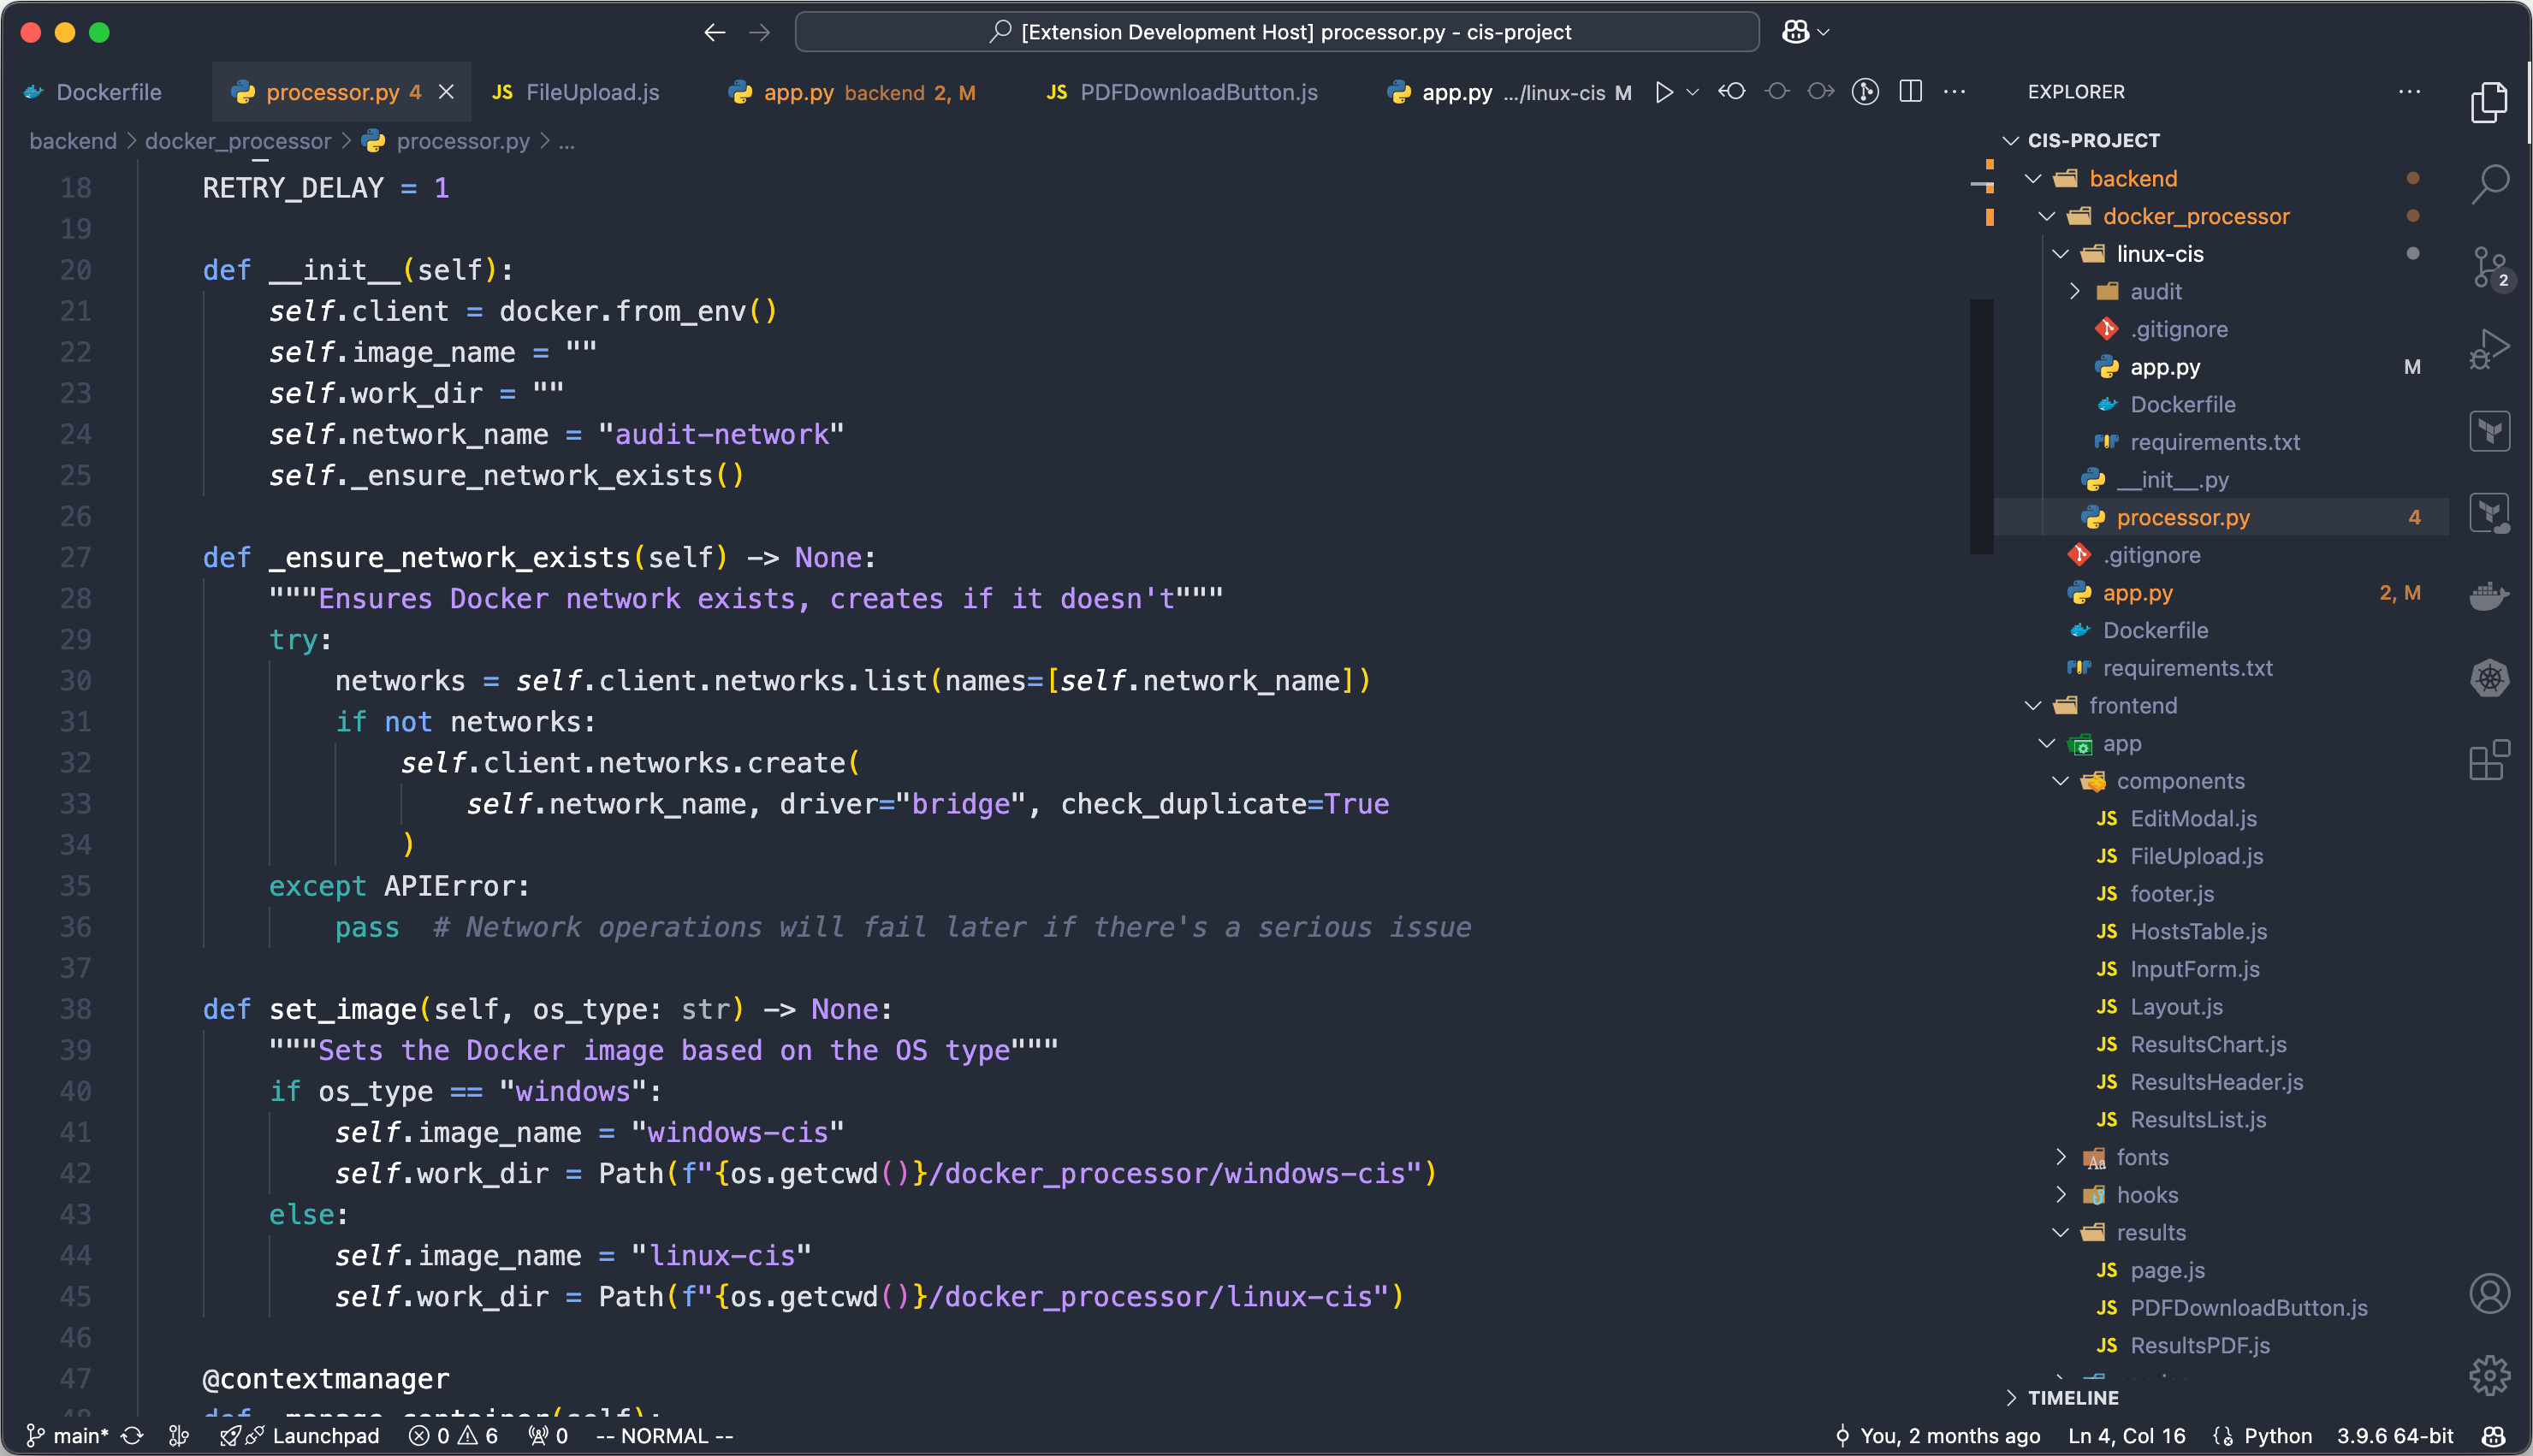 [Extension Development Host] processor.py - cis-project
Dockerfile
processor.py 4
JS FileUpload.js
app.py backend 2, M
JS PDFDownloadButton.js
app.py .../linux-cis M
backend > docker_processor > processor.py > ...
18 RETRY_DELAY = 1
19
20 def __init__(self):
21 self.client = docker.from_env()
22 self.image_name = ""
23 self.work_dir = ""
24 self.network_name = "audit-network"
25 self._ensure_network_exists()
26
27 def _ensure_network_exists(self) -> None:
28 """Ensures Docker network exists, creates if it doesn't"""
29 try:
30 networks = self.client.networks.list(names=[self.network_name])
31 if not networks:
32 self.client.networks.create(
33 self.network_name, driver="bridge", check_duplicate=True
34 )
35 except APIError:
36 pass # Network operations will fail later if there's a serious issue
37
38 def set_image(self, os_type: str) -> None:
39 """Sets the Docker image based on the OS type"""
40 if os_type == "windows":
41 self.image_name = "windows-cis"
42 self.work_dir = Path(f"{os.getcwd()}/docker_processor/windows-cis")
43 else:
44 self.image_name = "linux-cis"
45 self.work_dir = Path(f"{os.getcwd()}/docker_processor/linux-cis")
46
47 @contextmanager
48 def _manage_container(self):
EXPLORER
CIS-PROJECT
backend
docker_processor
linux-cis
audit
.gitignore
app.py M
Dockerfile
requirements.txt
__init__.py
processor.py 4
.gitignore
app.py 2, M
Dockerfile
requirements.txt
frontend
app
components
JS EditModal.js
JS FileUpload.js
JS footer.js
JS HostsTable.js
JS InputForm.js
JS Layout.js
JS ResultsChart.js
JS ResultsHeader.js
JS ResultsList.js
Aa fonts
hooks
results
JS page.js
JS PDFDownloadButton.js
JS ResultsPDF.js
TIMELINE
2
main* Launchpad 0 6 0 -- NORMAL --
You, 2 months ago Ln 4, Col 16 Python 3.9.6 64-bit